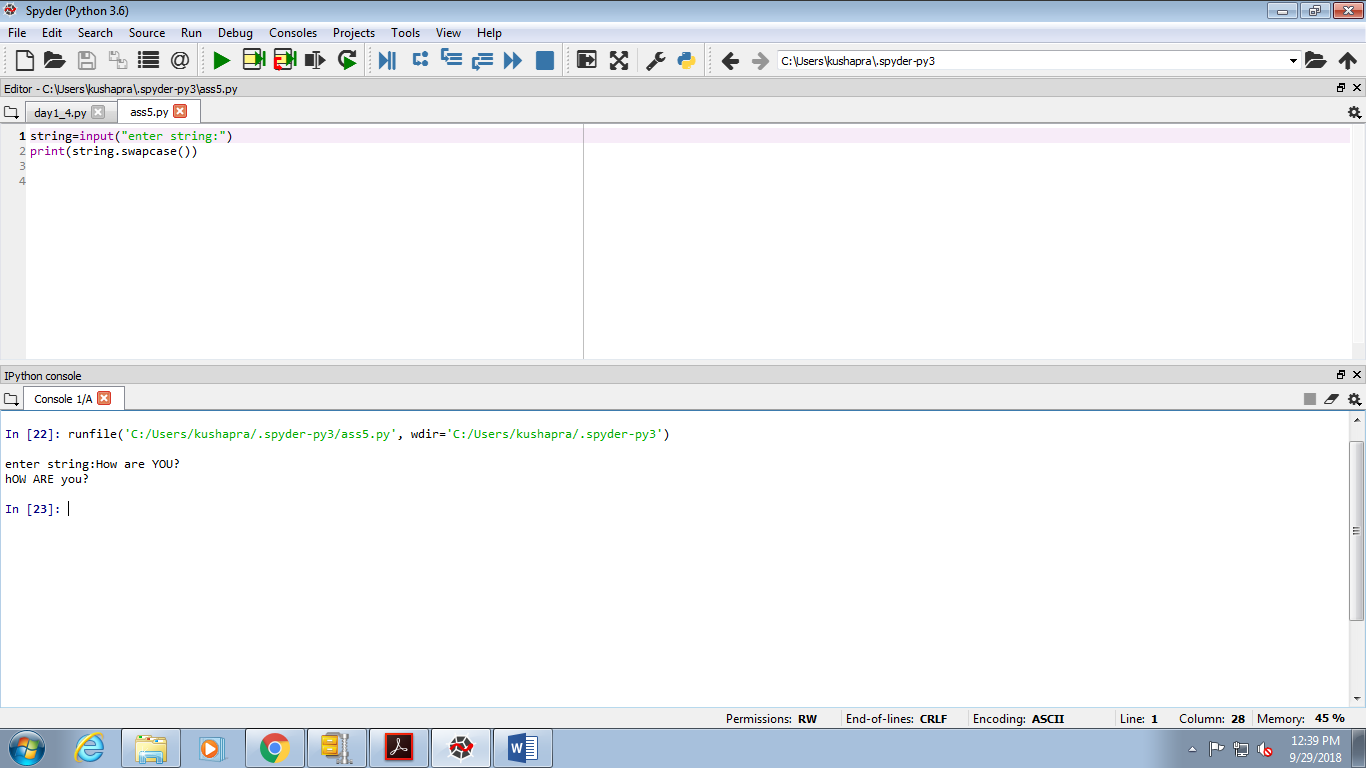 Spyder (Python 3.6)
File Edit Search Source Run Debug Consoles Projects Tools View Help
@
C:\Users\kushapra\.spyder-py3
Editor - C:\Users\kushapra\.spyder-py3\ass5.py
day1_4.py ass5.py
1 string=input("enter string:")
2 print(string.swapcase())
3
4
IPython console
Console 1/A
In [22]: runfile('C:/Users/kushapra/.spyder-py3/ass5.py', wdir='C:/Users/kushapra/.spyder-py3')
enter string:How are YOU?
hOW ARE you?
In [23]:
Permissions: RW End-of-lines: CRLF Encoding: ASCII Line: 1 Column: 28 Memory: 45 %
12:39 PM
9/29/2018